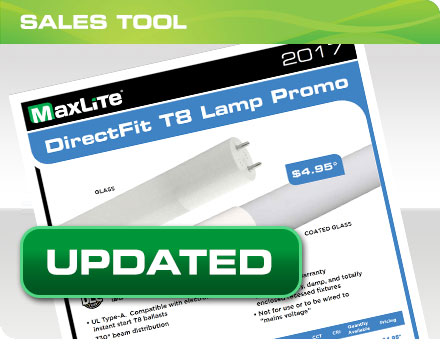 SALES TOOL
2017
MaxLite®
DirectFit T8 Lamp Promo
GLASS
$4.95*
COATED GLASS
UPDATED
• UL Type-A. Compatible with
instant start T8 ballasts
beam distribution
warranty
damp, and totally
enclosed recessed fixtures
• Not for use or to be wired to
"mains voltage"
CCT CRI Quantity Available Pricing